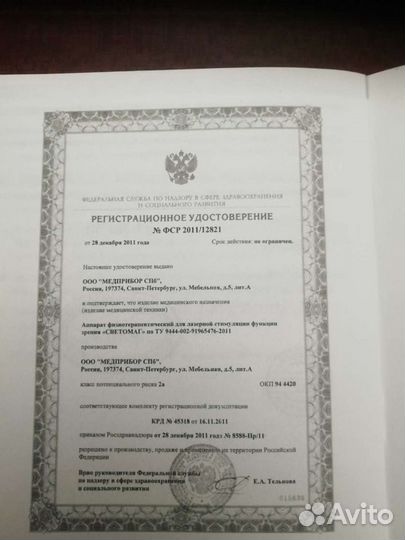 ФЕДЕРАЛЬНАЯ СЛУЖБА ПО НАДЗОРУ В СФЕРЕ ЗДРАВООХРАНЕНИЯ
И СОЦИАЛЬНОГО РАЗВИТИЯ
РЕГИСТРАЦИОННОЕ УДОСТОВЕРЕНИЕ
№ ФСР 2011/12821
от 28 декабря 2011 года Срок действия: не ограничен.
Настоящее удостоверение выдано
ООО "МЕДПРИБОР СПб",
Россия, 197374, Санкт-Петербург, ул. Мебельная, д.5, лит.А
и подтверждает, что изделие медицинского назначения
(изделие медицинской техники)
Аппарат физиотерапевтический для лазерной стимуляции функции
зрения «СВЕТОМАГ» по ТУ 9444-002-91965476-2011
производства
ООО "МЕДПРИБОР СПб",
Россия, 197374, Санкт-Петербург, ул. Мебельная, д.5, лит.А
класс потенциального риска 2а ОКП 94 4420
соответствующее комплекту регистрационной документации
КРД № 45318 от 16.11.2011
приказом Росздравнадзора от 28 декабря 2011 года № 8588-Пр/11
разрешено к производству, продаже и применению на территории Российской
Федерации
Врио руководителя Федеральной службы
по надзору в сфере здравоохранения
и социального развития Е.А. Тельнова
Avito